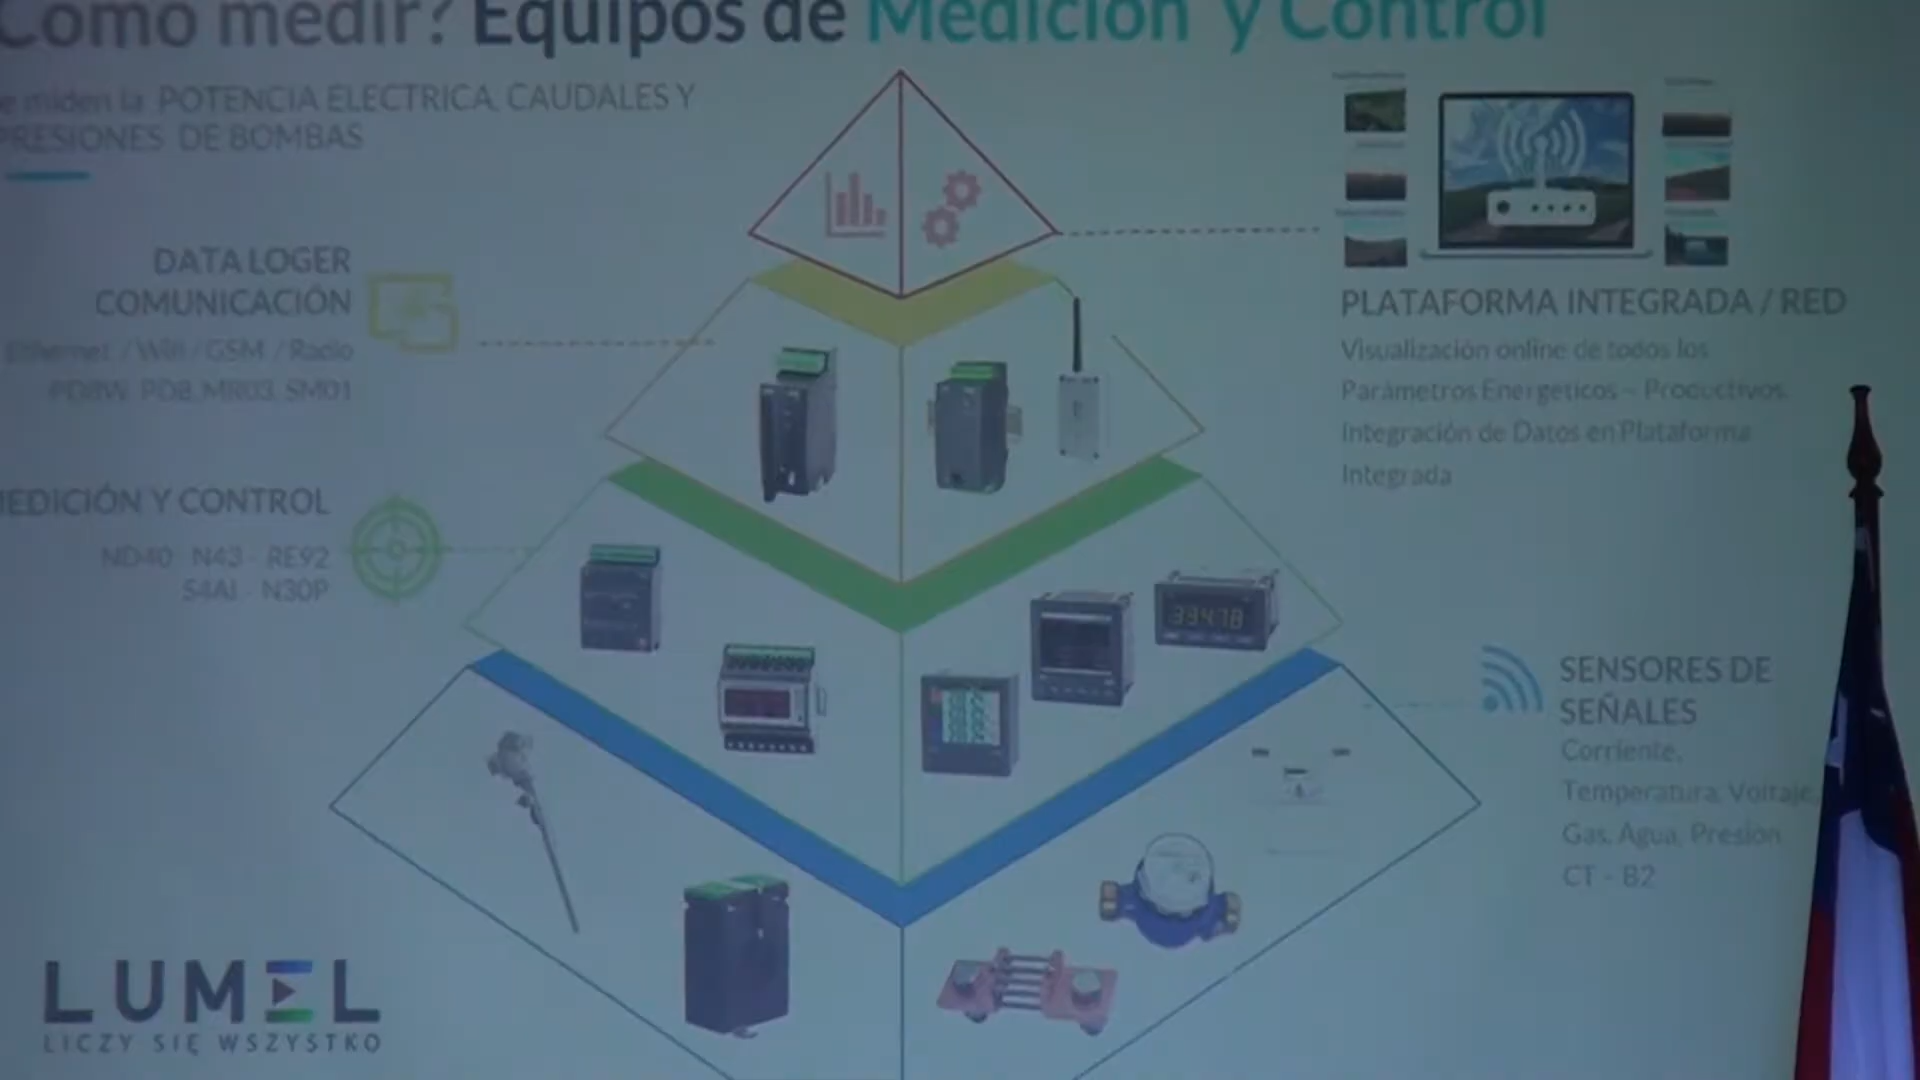 Como medir? Equipos de Medición y Control
e miden la POTENCIA ELECTRICA, CAUDALES Y
PRESIONES DE BOMBAS
DATA LOGER
COMUNICACIÓN
Ethernet / Wifi / GSM / Radio
PD8W, PD8, MR03, SM01
MEDICIÓN Y CONTROL
ND40 N43 - RE92
S4AI - N30P
PLATAFORMA INTEGRADA / RED
Visualización online de todos los
Parámetros Energeticos - Productivos.
Integración de Datos en Plataforma
Integrada
39478
SENSORES DE
SEÑALES
Corriente,
Temperatura, Voltaje,
Gas, Agua, Presion
CT - B2
LUMEL
LICZY SIĘ WSZYSTKO